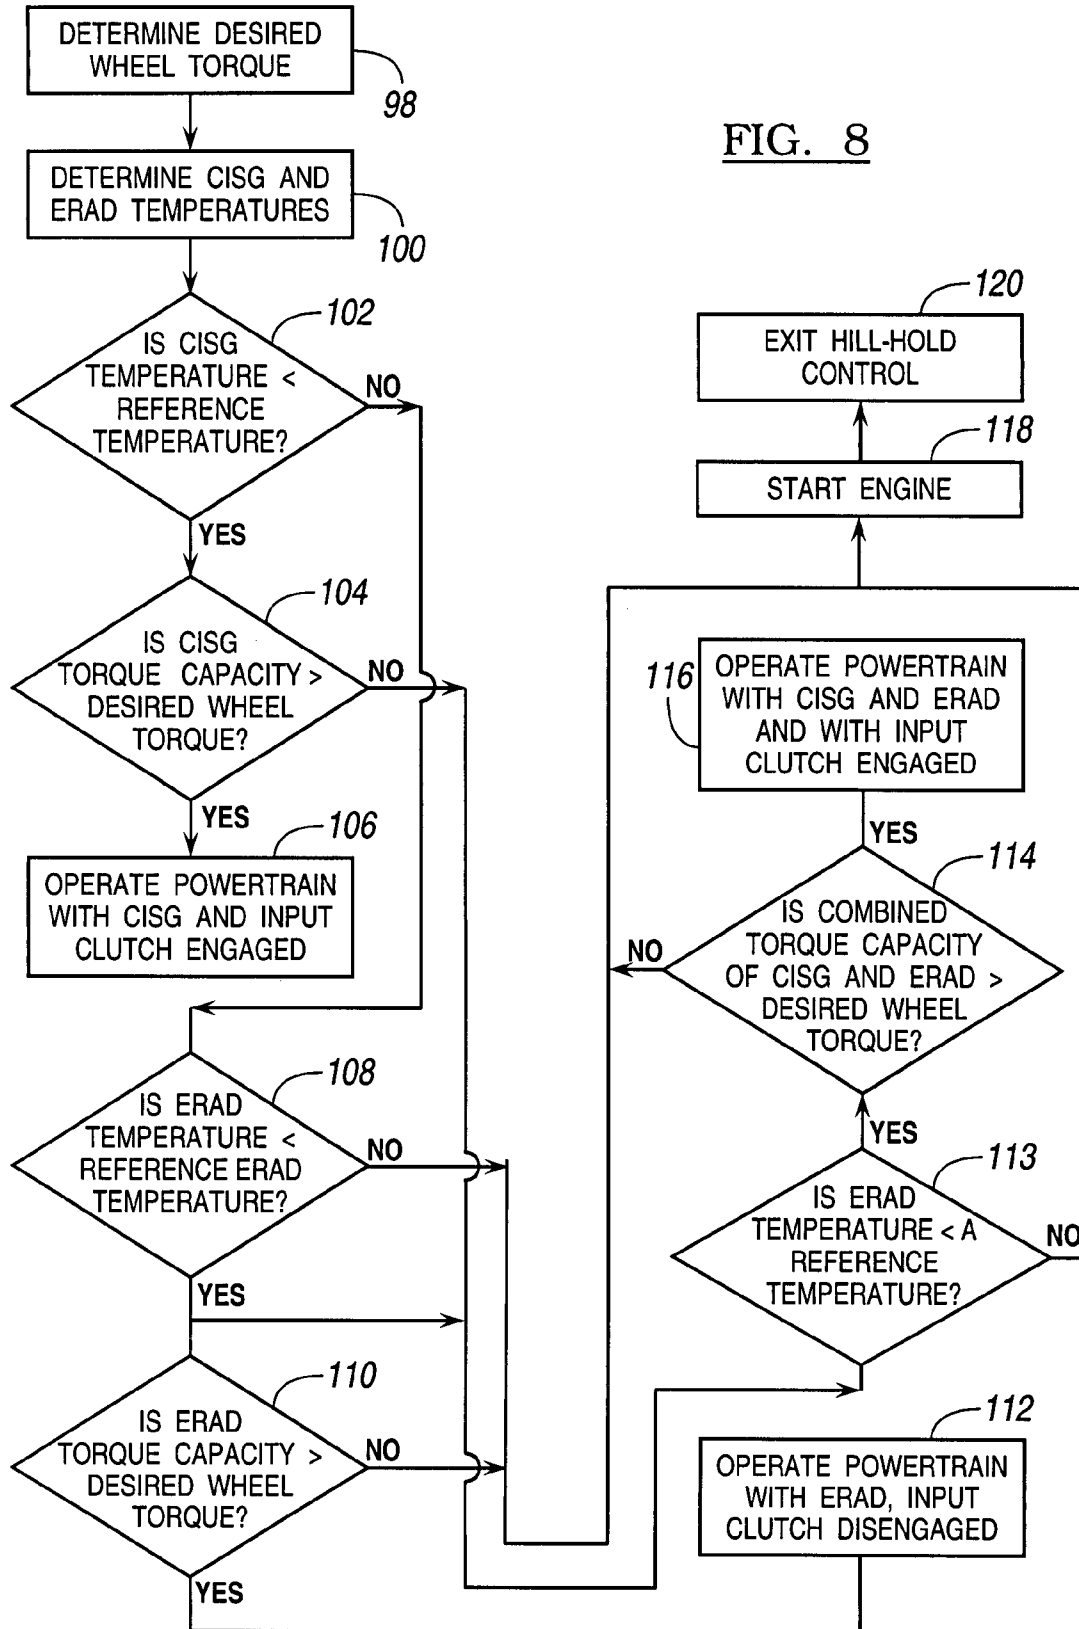 DETERMINE DESIRED
WHEEL TORQUE
98
DETERMINE CISG AND
ERAD TEMPERATURES
100
FIG. 8
102
IS CISG
TEMPERATURE <
REFERENCE
TEMPERATURE?
NO
YES
104
IS CISG
TORQUE CAPACITY >
DESIRED WHEEL
TORQUE?
NO
YES
106
OPERATE POWERTRAIN
WITH CISG AND INPUT
CLUTCH ENGAGED
108
IS ERAD
TEMPERATURE <
REFERENCE ERAD
TEMPERATURE?
NO
YES
110
IS ERAD
TORQUE CAPACITY >
DESIRED WHEEL
TORQUE?
NO
YES
120
EXIT HILL-HOLD
CONTROL
118
START ENGINE
116
OPERATE POWERTRAIN
WITH CISG AND ERAD
AND WITH INPUT
CLUTCH ENGAGED
YES
114
IS COMBINED
TORQUE CAPACITY
OF CISG AND ERAD >
DESIRED WHEEL
TORQUE?
NO
YES
113
IS ERAD
TEMPERATURE < A
REFERENCE
TEMPERATURE?
NO
112
OPERATE POWERTRAIN
WITH ERAD, INPUT
CLUTCH DISENGAGED